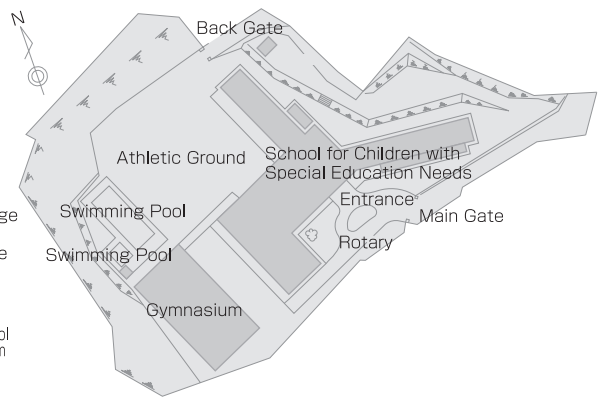 N
Back Gate
Athletic Ground
School for Children with
Special Education Needs
Entrance
Swimming Pool
Main Gate
Rotary
Swimming Pool
Gymnasium